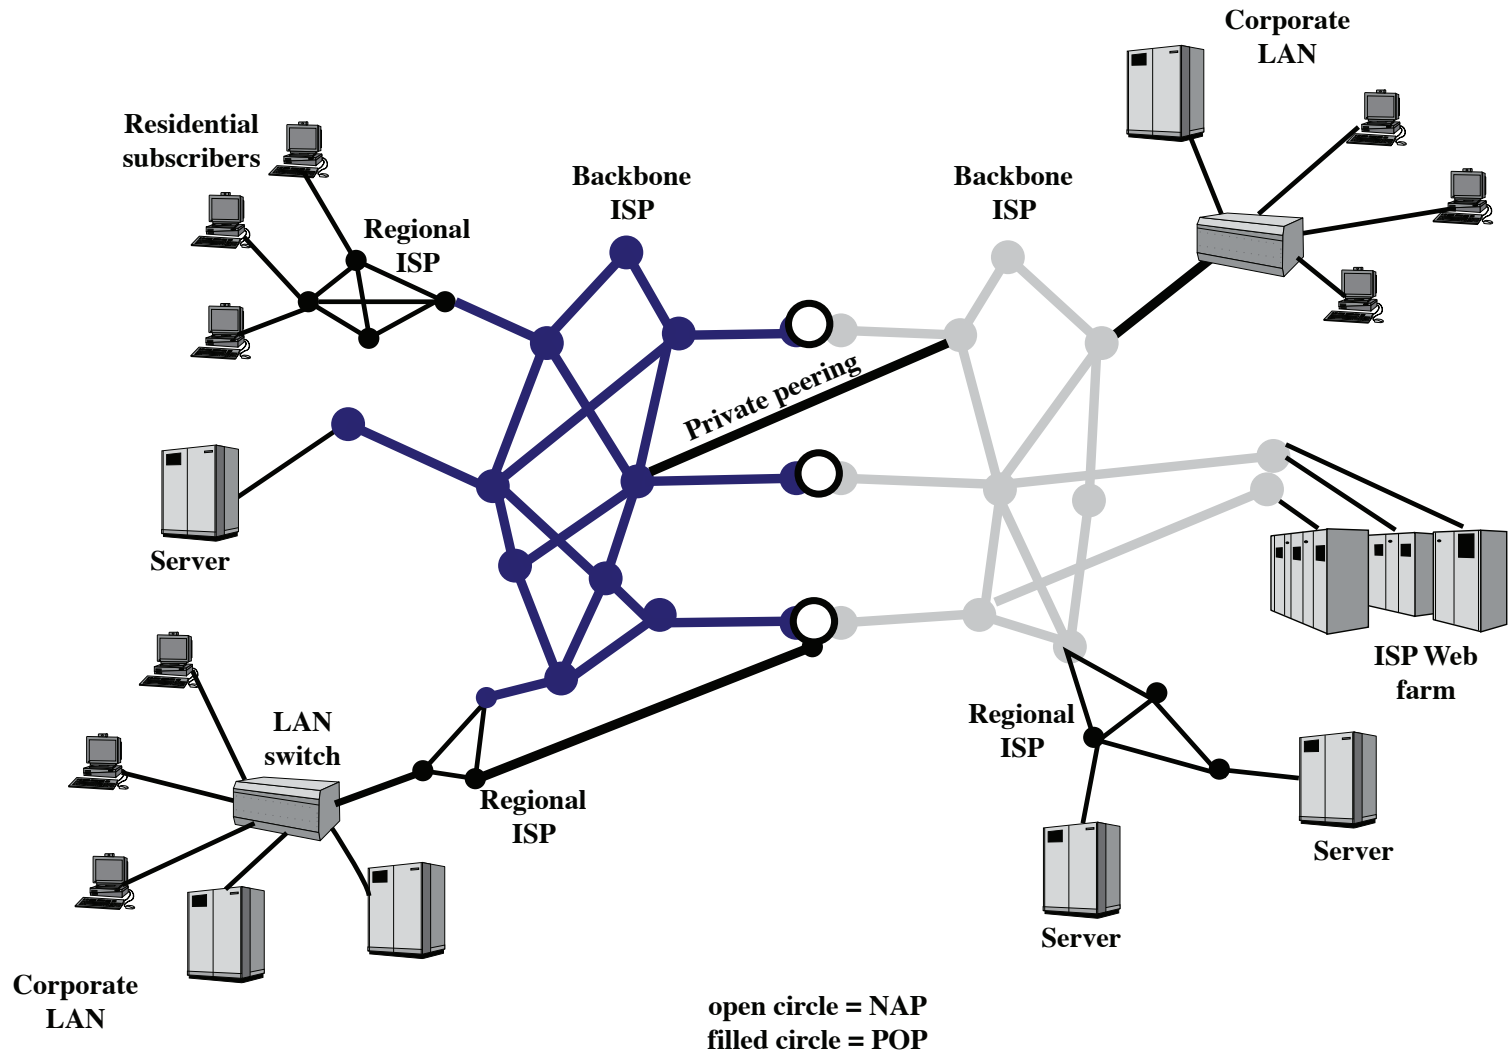 Corporate
LAN
Residential
subscribers
Backbone
ISP
Backbone
ISP
Regional
ISP
Private peering
Server
ISP Web
farm
LAN
switch
Regional
ISP
Regional
ISP
Server
Server
Corporate
LAN
open circle = NAP
filled circle = POP